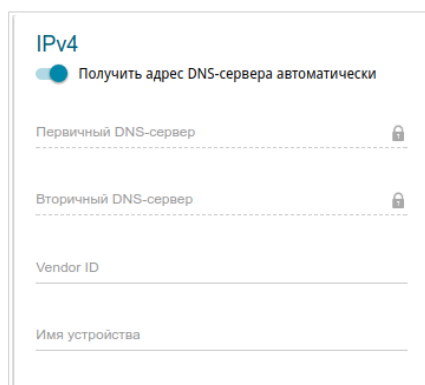 IPv4
Получить адрес DNS-сервера автоматически
Первичный DNS-сервер
Вторичный DNS-сервер
Vendor ID
Имя устройства